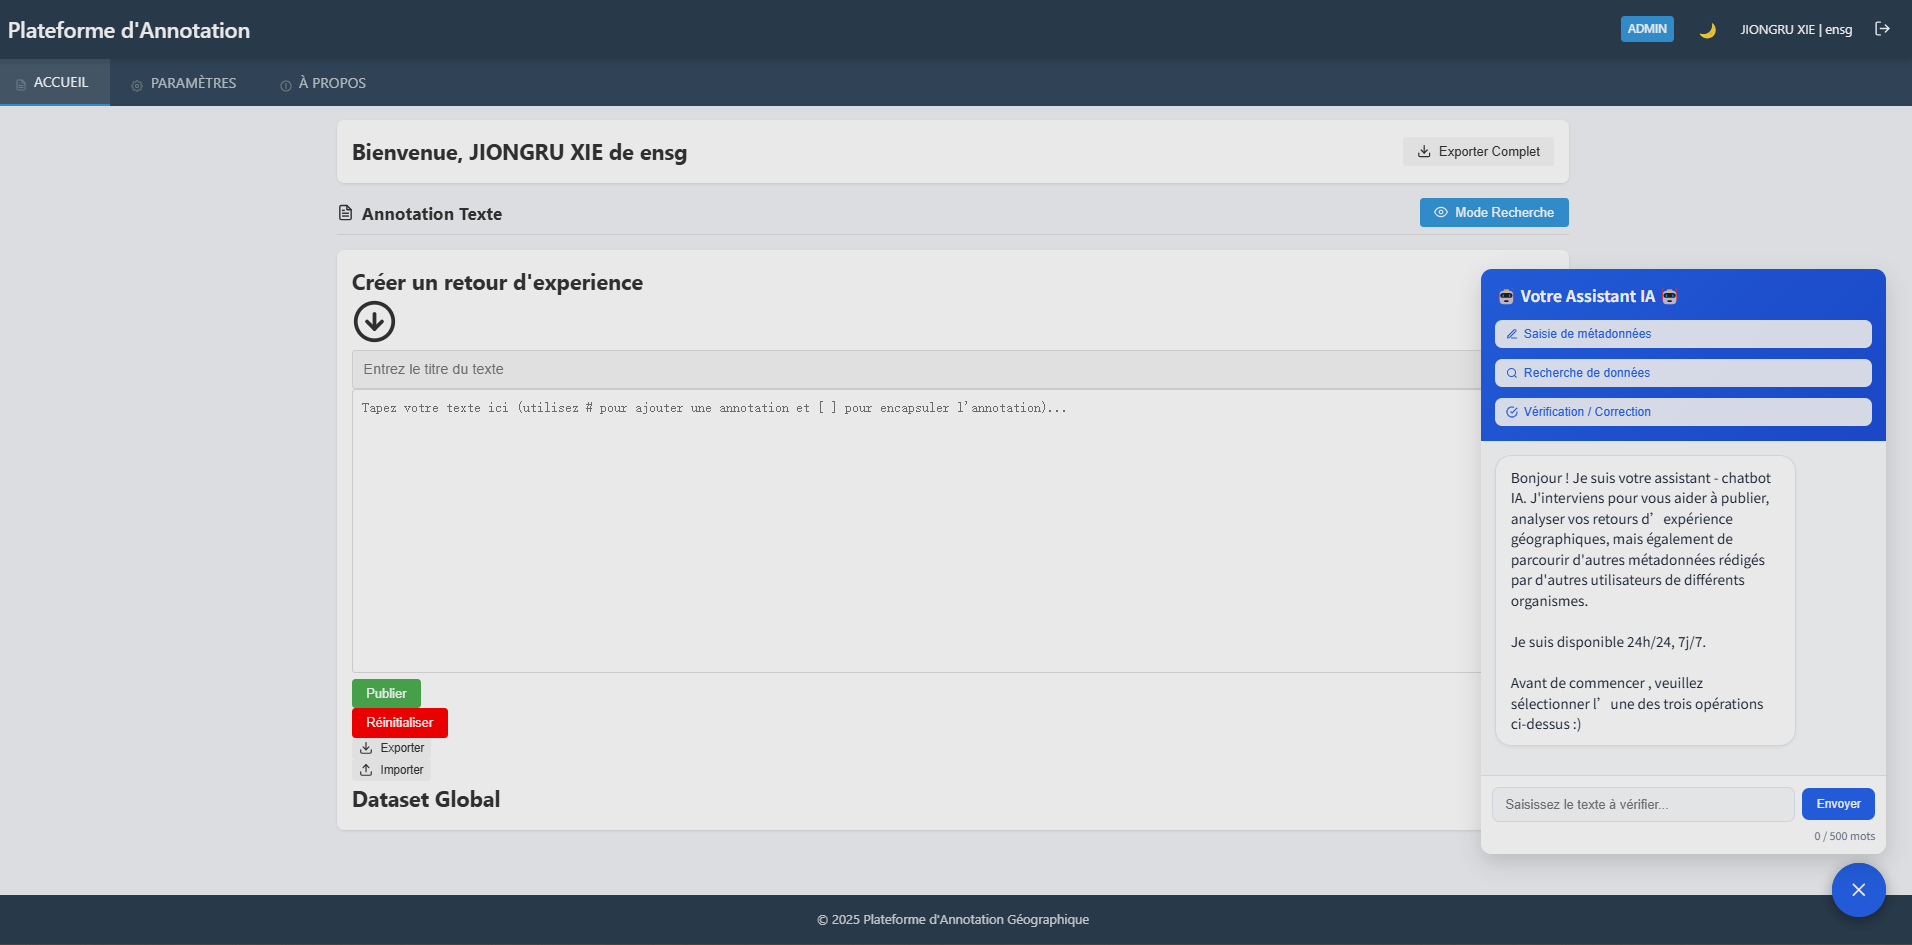 Plateforme d'Annotation
ADMIN
JIONGRU XIE | ensg
ACCUEIL
PARAMÈTRES
À PROPOS
Bienvenue, JIONGRU XIE de ensg
Exporter Complet
Annotation Texte
Mode Recherche
Créer un retour d'experience
Entrez le titre du texte
Tapez votre texte ici (utilisez # pour ajouter une annotation et [ ] pour encapsuler l'annotation)...
Publier
Réinitialiser
Exporter
Importer
Dataset Global
Votre Assistant IA
Saisie de métadonnées
Recherche de données
Vérification / Correction
Bonjour ! Je suis votre assistant - chatbot
IA. J'interviens pour vous aider à publier,
analyser vos retours d’expérience
géographiques, mais également de
parcourir d'autres métadonnées rédigés
par d'autres utilisateurs de différents
organismes.
Je suis disponible 24h/24, 7j/7.
Avant de commencer , veuillez
sélectionner l’une des trois opérations
ci-dessus :)
Saisissez le texte à vérifier...
Envoyer
0 / 500 mots
© 2025 Plateforme d'Annotation Géographique